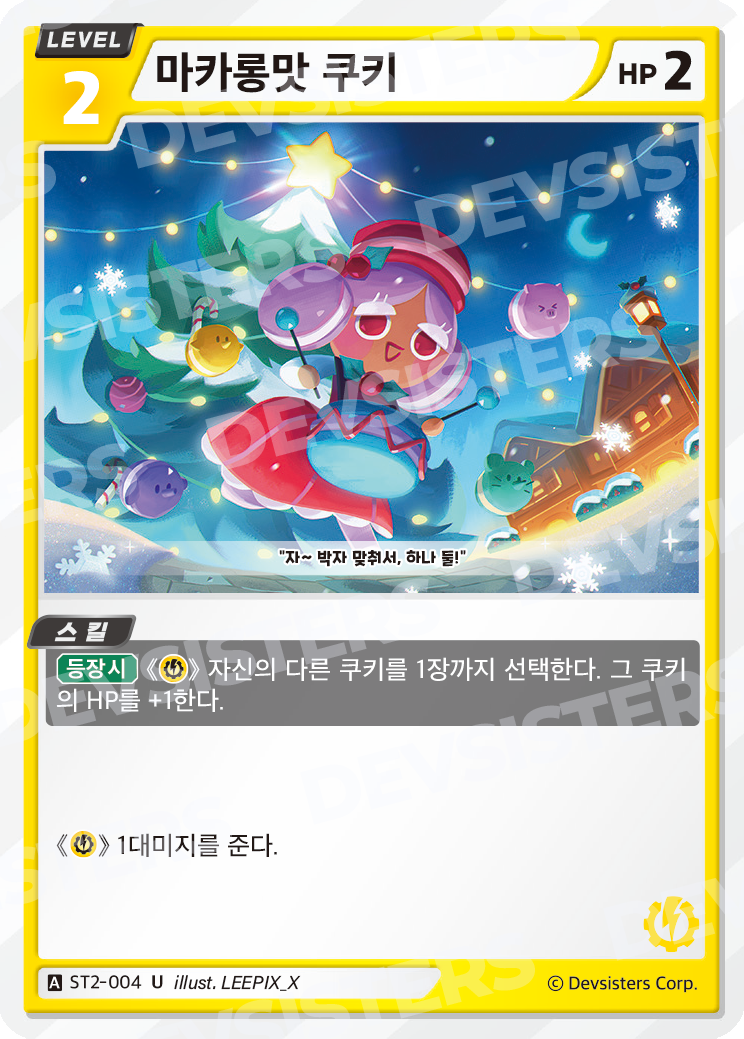 LEVEL
2
마카롱맛 쿠키
HP 2
"자~ 박자 맞춰서, 하나 둘!"
스킬
등장시 《》 자신의 다른 쿠키를 1장까지 선택한다. 그 쿠키
의 HP를 +1한다.
《》 1대미지를 준다.
A ST2-004 U illust. LEEPIX_X
© Devsisters Corp.
DEVSISTERS